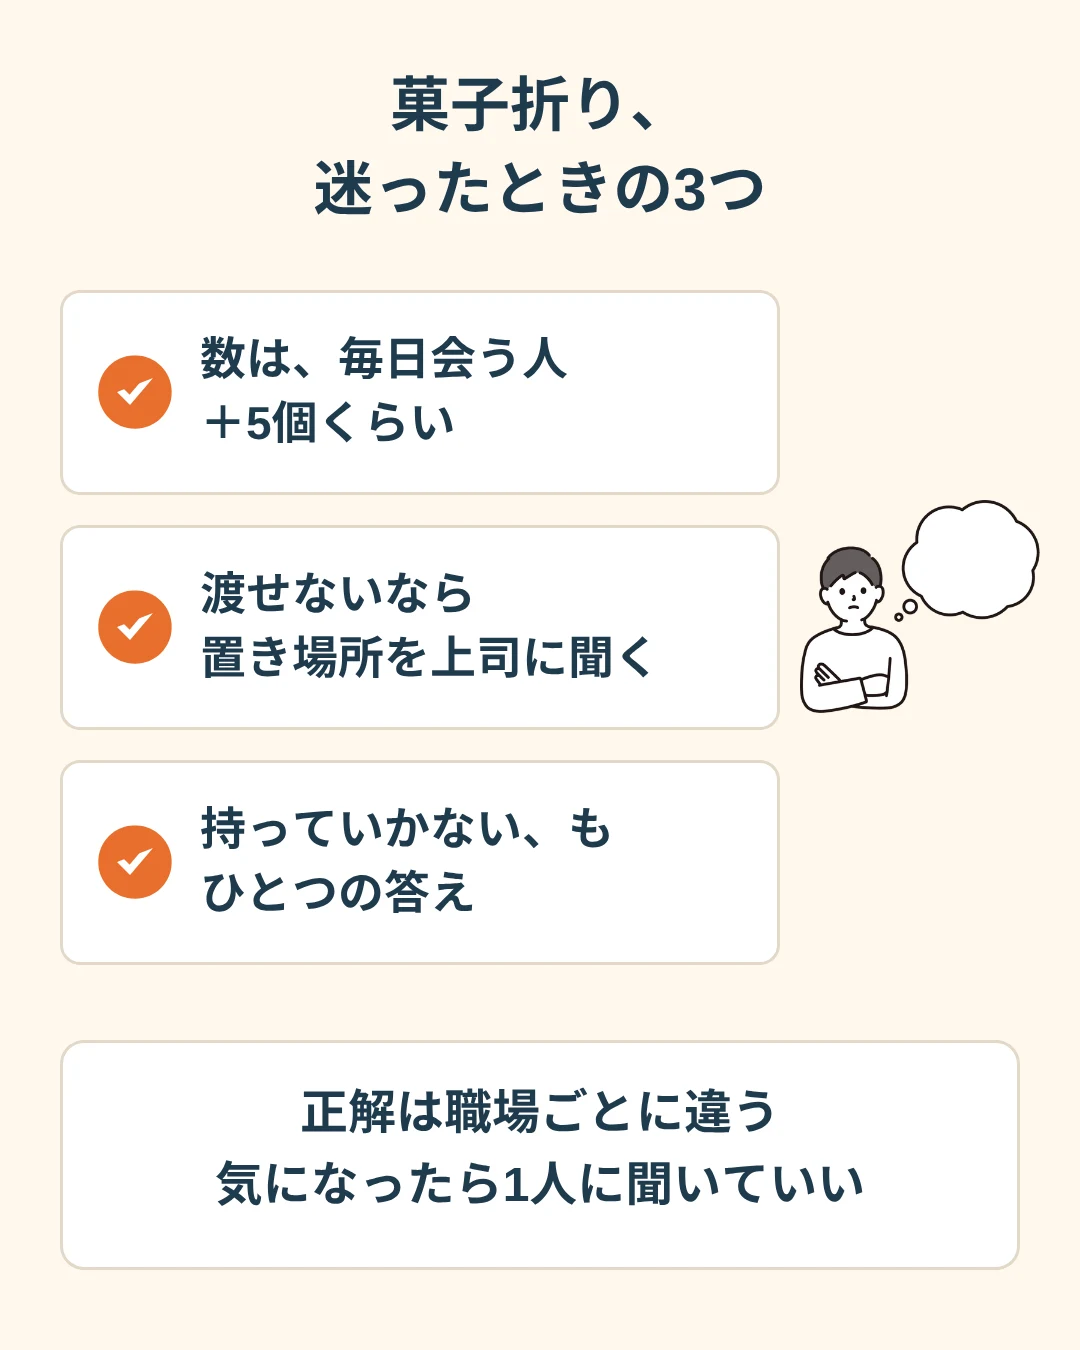 菓子折り、
迷ったときの3つ
数は、毎日会う人
＋5個くらい
渡せないなら
置き場所を上司に聞く
持っていかない、も
ひとつの答え
正解は職場ごとに違う
気になったら1人に聞いていい